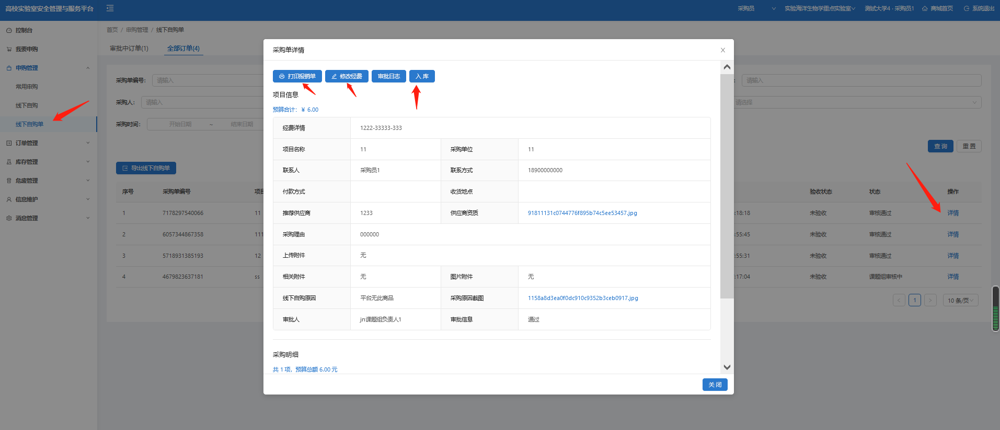 高校实验室安全管理与服务平台
采购员
实验海洋生物学重点实验室
测试大学4 · 采购员1
商城首页
系统退出
控制台
我要申购
申购管理
常用申购
线下自购
线下自购单
订单管理
库存管理
危废管理
信息维护
消息管理
首页 / 申购管理 / 线下自购单
审批中订单(1)
全部订单(4)
采购单编号:
请输入
请输入
采购人:
请输入
请选择
采购时间:
开始日期 ~ 结束日期
查 询
重 置
导出线下自购单
序号 采购单编号 验收状态 状态 操作
1 7178297540066 11 :18:18 未验收 审核通过 详情
2 6057344867358 111 :55:45 未验收 审核通过 详情
3 5718931385193 12 :55:31 未验收 审核通过 详情
4 4679823637181 ss :17:04 未验收 课题组审核中 详情
< 1 > 10 条/页
采购单详情
打印报销单
修改经费
审批日志
入 库
项目信息
预算合计: ¥ 6.00
经费详情 1222-33333-333
项目名称 11 采购单位 11
联系人 采购员1 联系方式 18900000000
付款方式 收货地点
推荐供应商 1233 供应商资质 91811131c0744776f895b74c5ee53457.jpg
采购理由 000000
上传附件 无
相关附件 无 图片附件 无
线下自购原因 平台无此商品 采购原因截图 1158a8d3ea0f0dc910c9352b3ceb0917.jpg
审批人 jn课题组负责人1 审批信息 通过
采购明细
共 1 项, 预算总额 6.00 元
关 闭